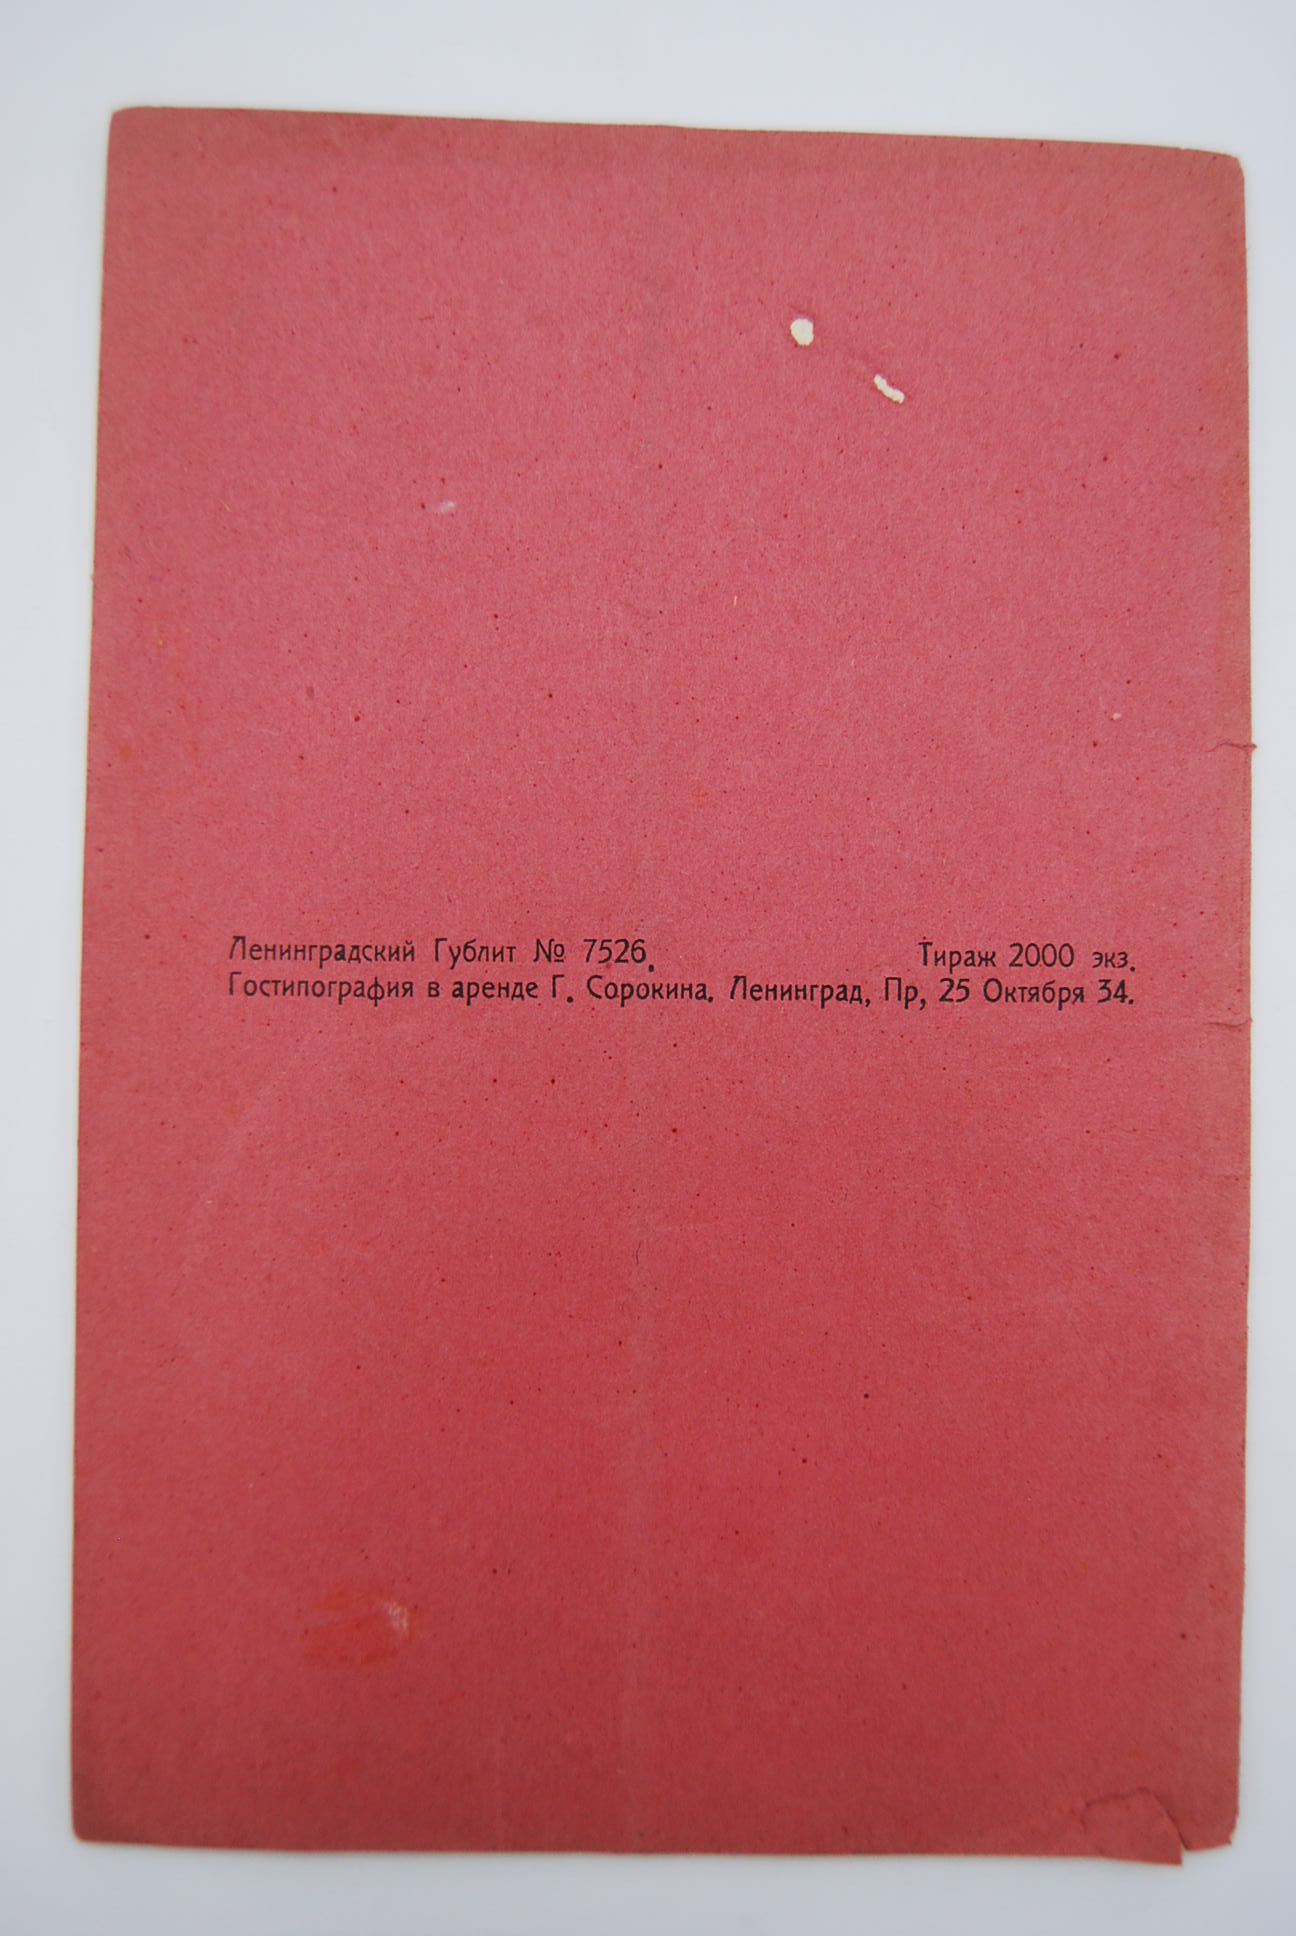 Ленинградский Гублит № 7526. Тираж 2000 экз.
Гостипография в аренде Г. Сорокина. Ленинград, Пр, 25 Октября 34.